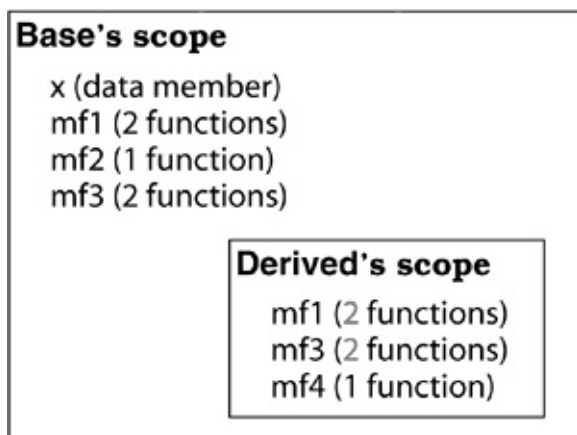 Base's scope
x (data member)
mf1 (2 functions)
mf2 (1 function)
mf3 (2 functions)
Derived's scope
mf1 (2 functions)
mf3 (2 functions)
mf4 (1 function)